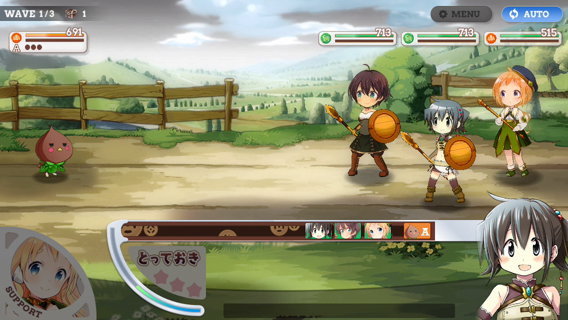 WAVE 1/3 1
MENU
AUTO
691
A
713
713
515
A
とっておき
SUPPORT